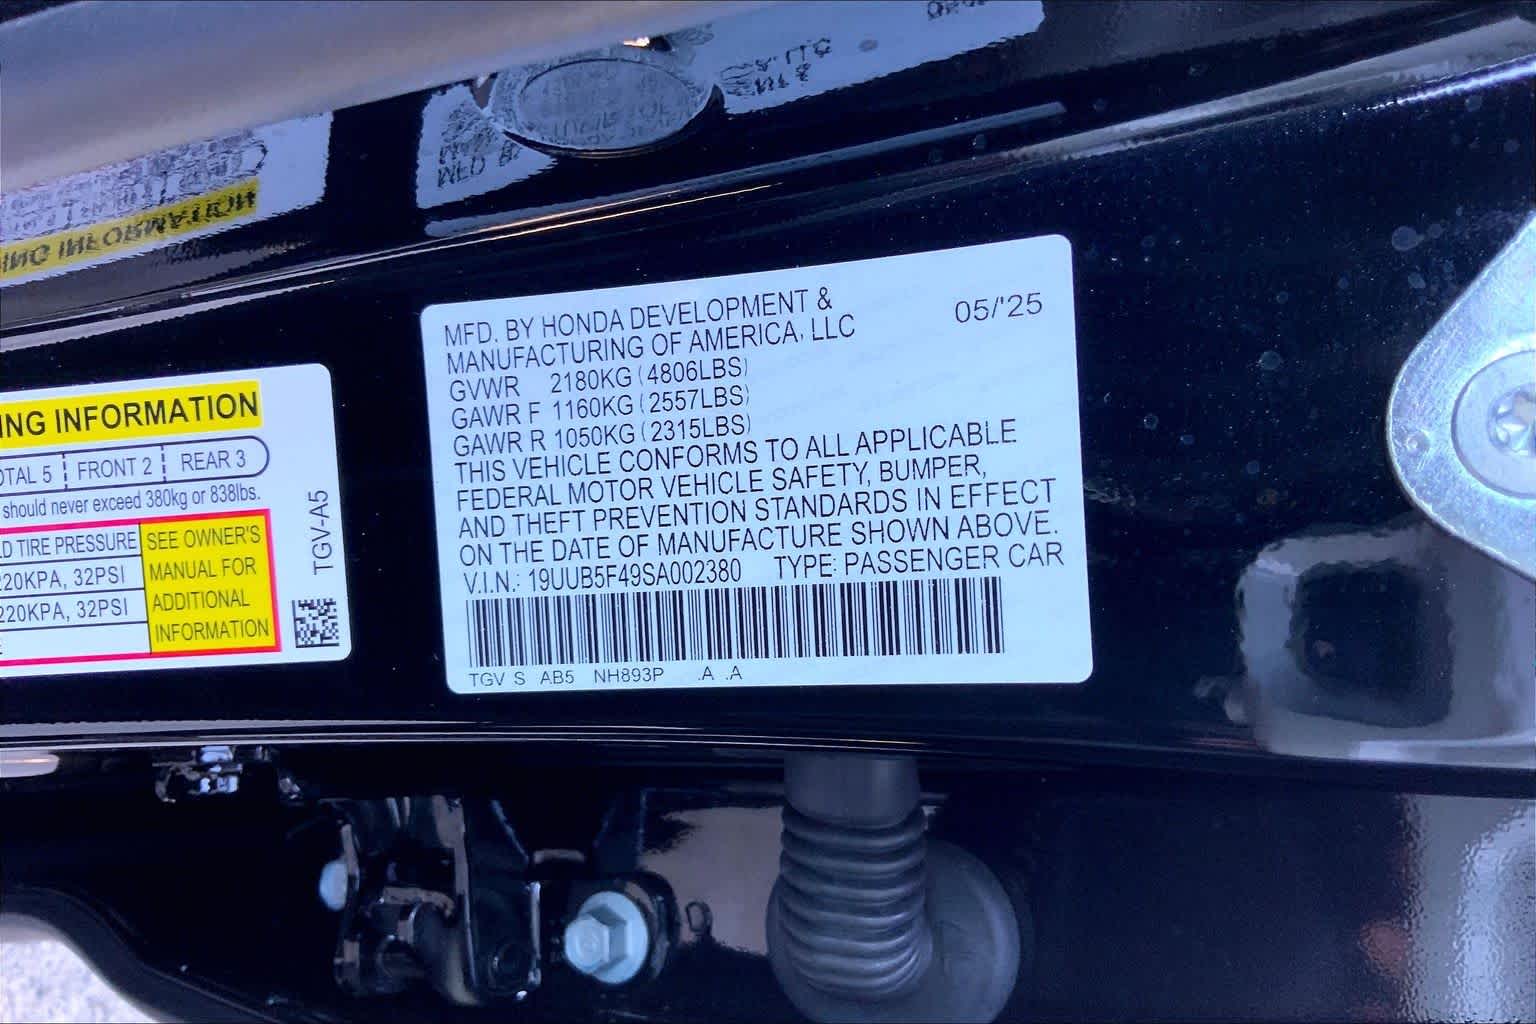 NG INFORMATION
OTAL 5 FRONT 2 REAR 3
should never exceed 380kg or 838lbs.
D TIRE PRESSURE
220KPA, 32PSI
220KPA, 32PSI
SEE OWNER'S
MANUAL FOR
ADDITIONAL
INFORMATION
TGV-A5
MFD. BY HONDA DEVELOPMENT &
MANUFACTURING OF AMERICA, LLC
05/'25
GVWR 2180KG (4806LBS)
GAWR F 1160KG (2557LBS)
GAWR R 1050KG (2315LBS)
THIS VEHICLE CONFORMS TO ALL APPLICABLE
FEDERAL MOTOR VEHICLE SAFETY, BUMPER,
AND THEFT PREVENTION STANDARDS IN EFFECT
ON THE DATE OF MANUFACTURE SHOWN ABOVE.
V.I.N.: 19UUB5F49SA002380 TYPE: PASSENGER CAR
TGV S AB5 NH893P .A .A